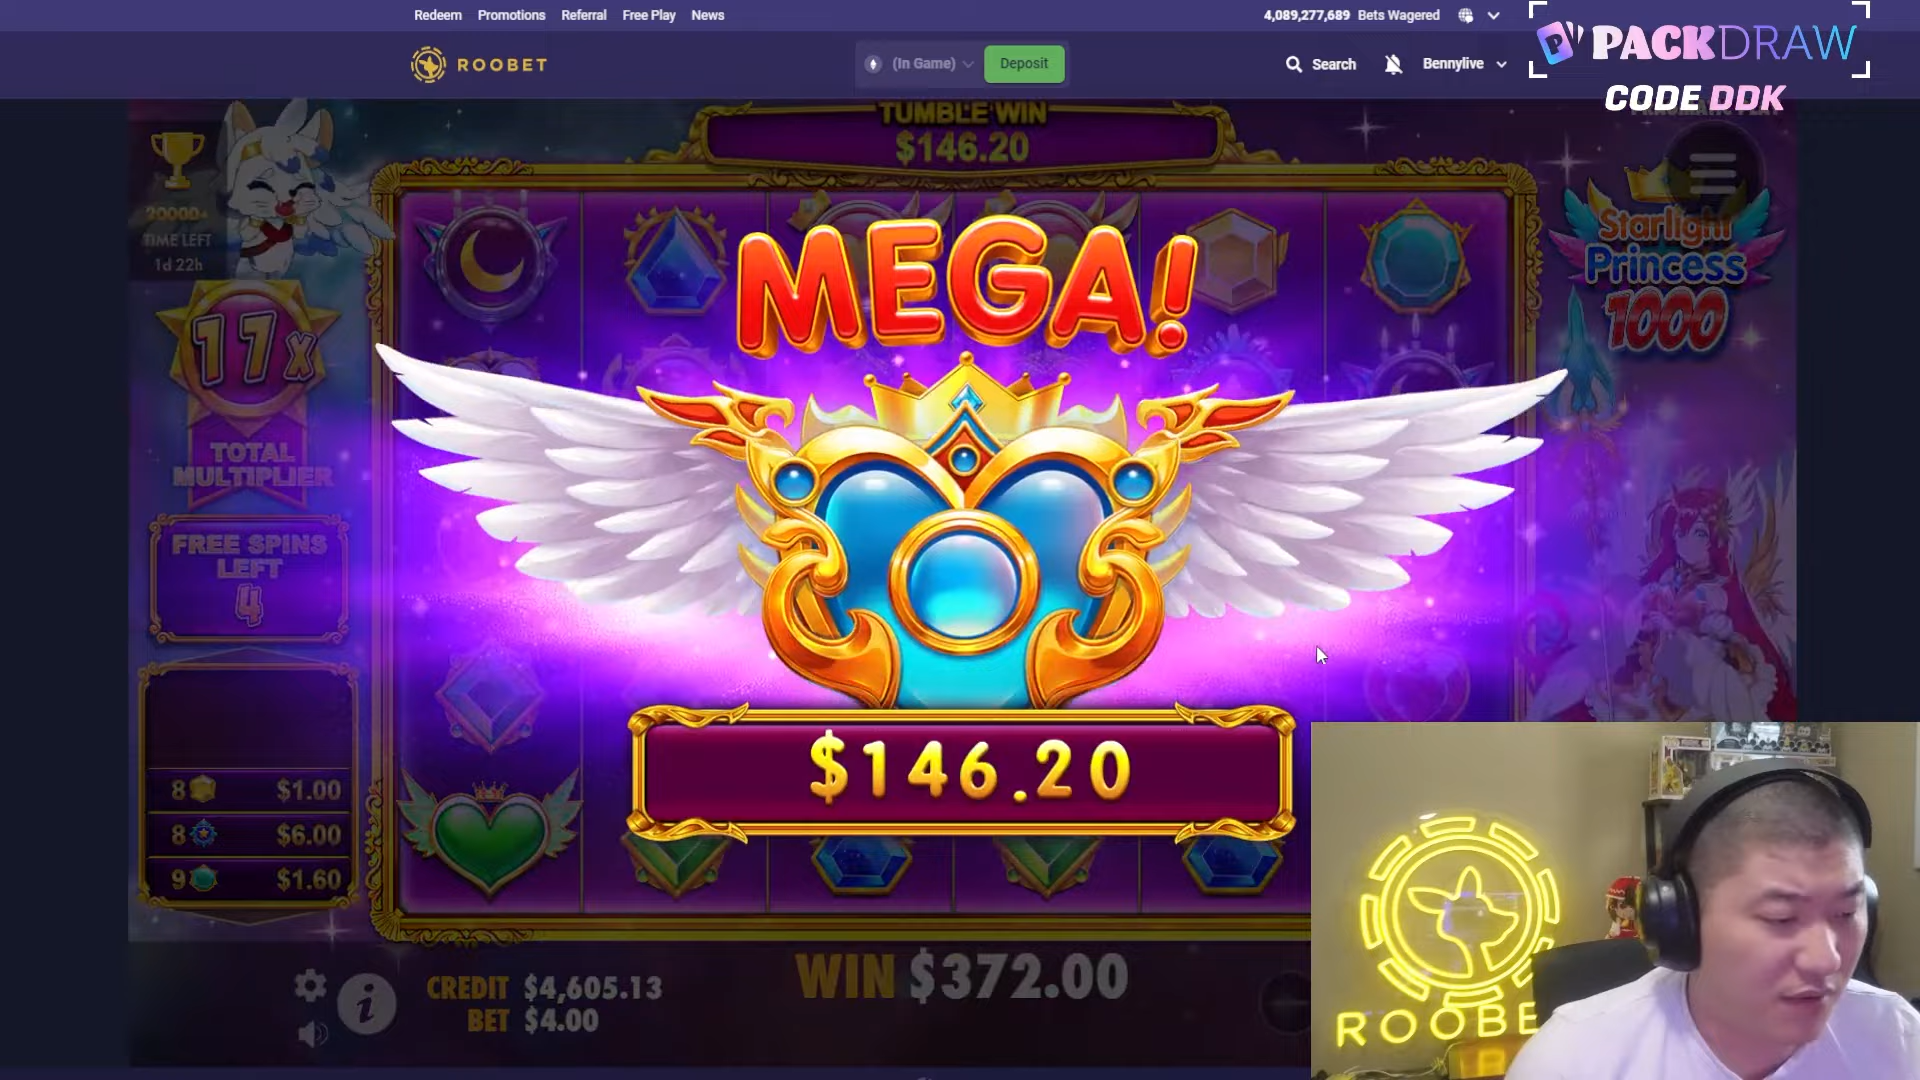 Redeem Promotions Referral Free Play News
4,089,277,689 Bets Wagered
ROOBET
(In Game) Deposit
Search Bennylive
PACKDRAW
CODE DDK
TUMBLE WIN
$146.20
20000+
TIME LEFT
1d 22h
17x
TOTAL
MULTIPLIER
FREE SPINS
LEFT
4
8 $1.00
8 $6.00
9 $1.60
MEGA!
$146.20
Starlight
Princess
1000
CREDIT $4,605.13
BET $4.00
WIN $372.00
ROOBE